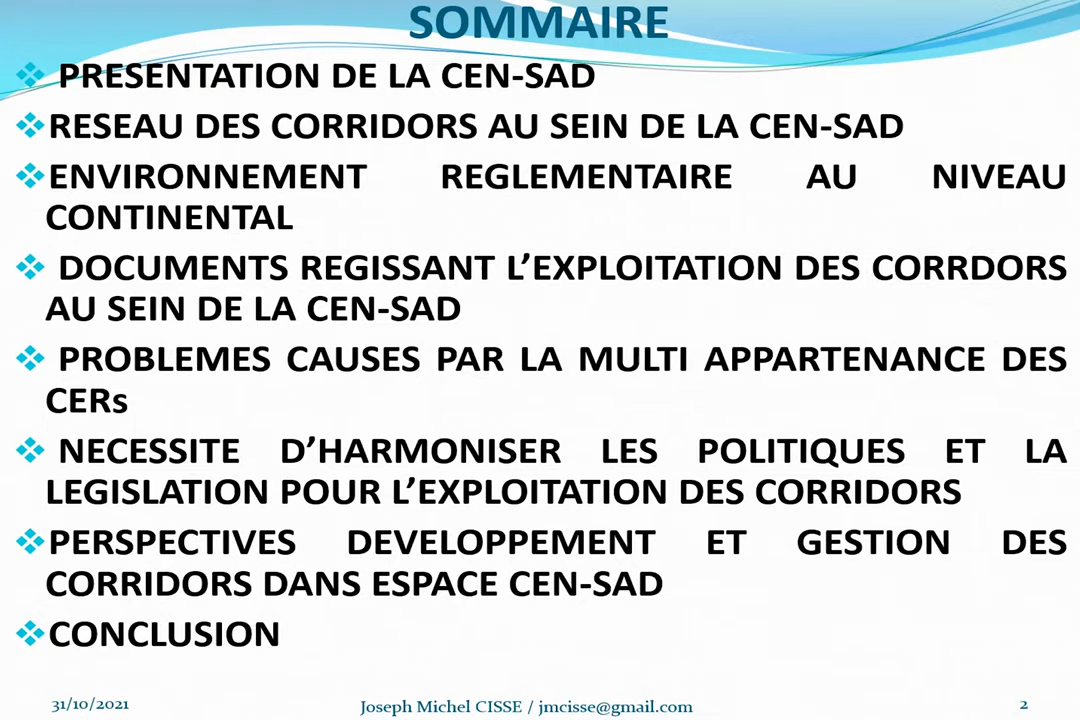 SOMMAIRE
❖ PRESENTATION DE LA CEN-SAD
❖RESEAU DES CORRIDORS AU SEIN DE LA CEN-SAD
❖ENVIRONNEMENT REGLEMENTAIRE AU NIVEAU
CONTINENTAL
❖ DOCUMENTS REGISSANT L’EXPLOITATION DES CORRDORS
AU SEIN DE LA CEN-SAD
❖ PROBLEMES CAUSES PAR LA MULTI APPARTENANCE DES
CERs
❖ NECESSITE D’HARMONISER LES POLITIQUES ET LA
LEGISLATION POUR L’EXPLOITATION DES CORRIDORS
❖PERSPECTIVES DEVELOPPEMENT ET GESTION DES
CORRIDORS DANS ESPACE CEN-SAD
❖CONCLUSION
31/10/2021 Joseph Michel CISSE / jmcisse@gmail.com 2